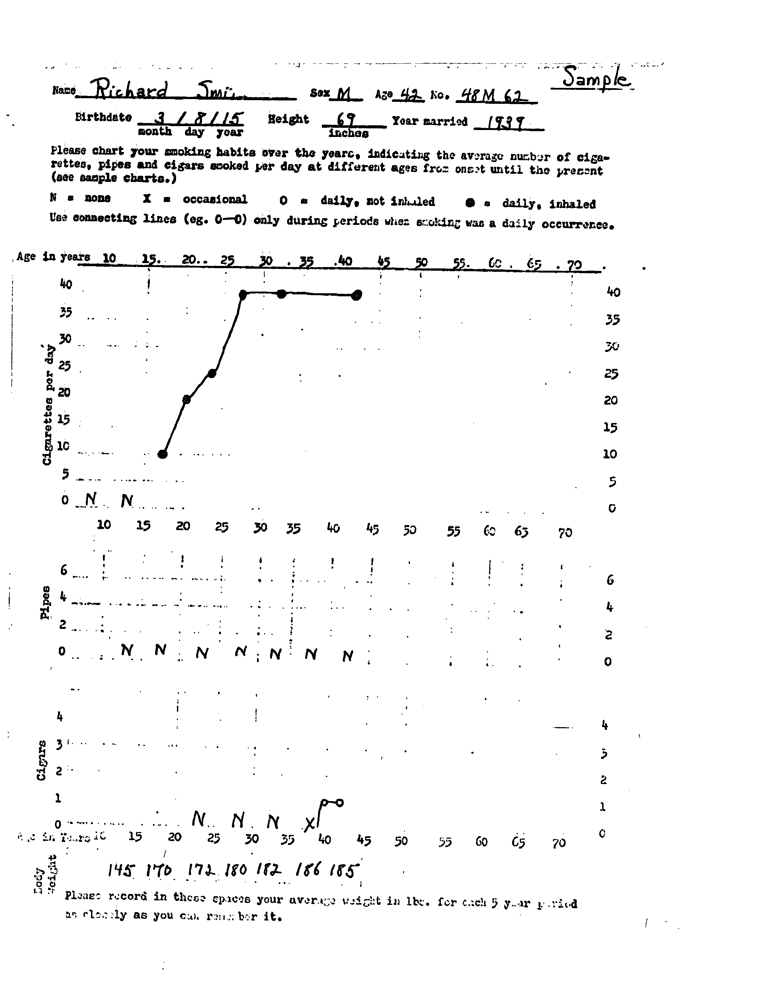 Sample
Name Richard Smi Sex M Age 42 No. 48 M 62
Birthdate 3 / 8 / 15 Height 69 Year married 1939
month day year inches
Please chart your smoking habits over the years, indicating the average number of ciga-
rettes, pipes and cigars smoked per day at different ages from onset until the present
(see sample charts.)
N = none X = occasional O = daily, not inhaled ● = daily, inhaled
Use connecting lines (eg. O—O) only during periods when smoking was a daily occurrence.
Age in years 10 15 20 25 30 35 40 45 50 55 60 65 70
Cigarettes per day
40 40
35 35
30 30
25 25
20 20
15 15
10 10
5 5
0 N N 0
10 15 20 25 30 35 40 45 50 55 60 65 70
Pipes
6 6
4 4
2 2
0 N N N N N N N 0
Cigars
4 4
3 3
2 2
1 1
0 N N N X 0
Age in Years 10 15 20 25 30 35 40 45 50 55 60 65 70
Body Weight
145 170 172 180 182 186 185
Please record in these spaces your average weight in lbs. for each 5 year period
as closely as you can remember it.